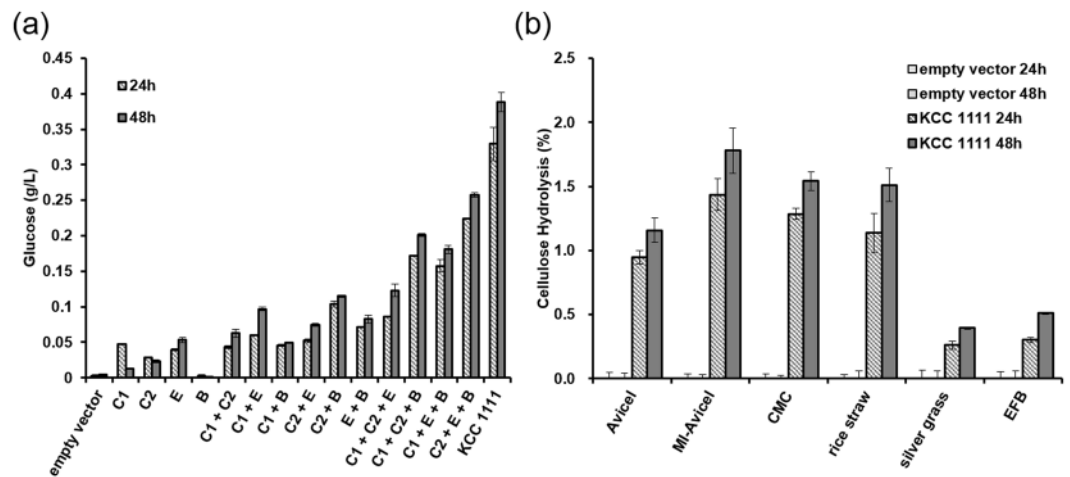 (a)
0.45
0.4
0.35
0.3
0.25
0.2
0.15
0.1
0.05
0
Glucose (g/L)
24h
48h
empty vector
C1
C2
E
B
C1 + C2
C1 + E
C1 + B
C2 + E
C2 + B
E + B
C1 + C2 + E
C1 + C2 + B
C1 + E + B
C2 + E + B
KCC 1111
(b)
2.5
2.0
1.5
1.0
0.5
0.0
Cellulose Hydrolysis (%)
empty vector 24h
empty vector 48h
KCC 1111 24h
KCC 1111 48h
Avicel
MI-Avicel
CMC
rice straw
silver grass
EFB